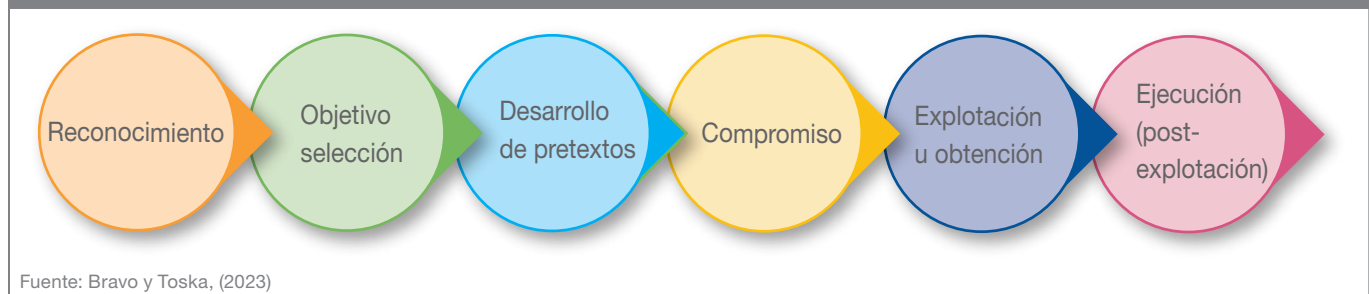 Reconocimiento
Objetivo
selección
Desarrollo
de pretextos
Compromiso
Explotación
u obtención
Ejecución
(post-
explotación)
Fuente: Bravo y Toska, (2023)